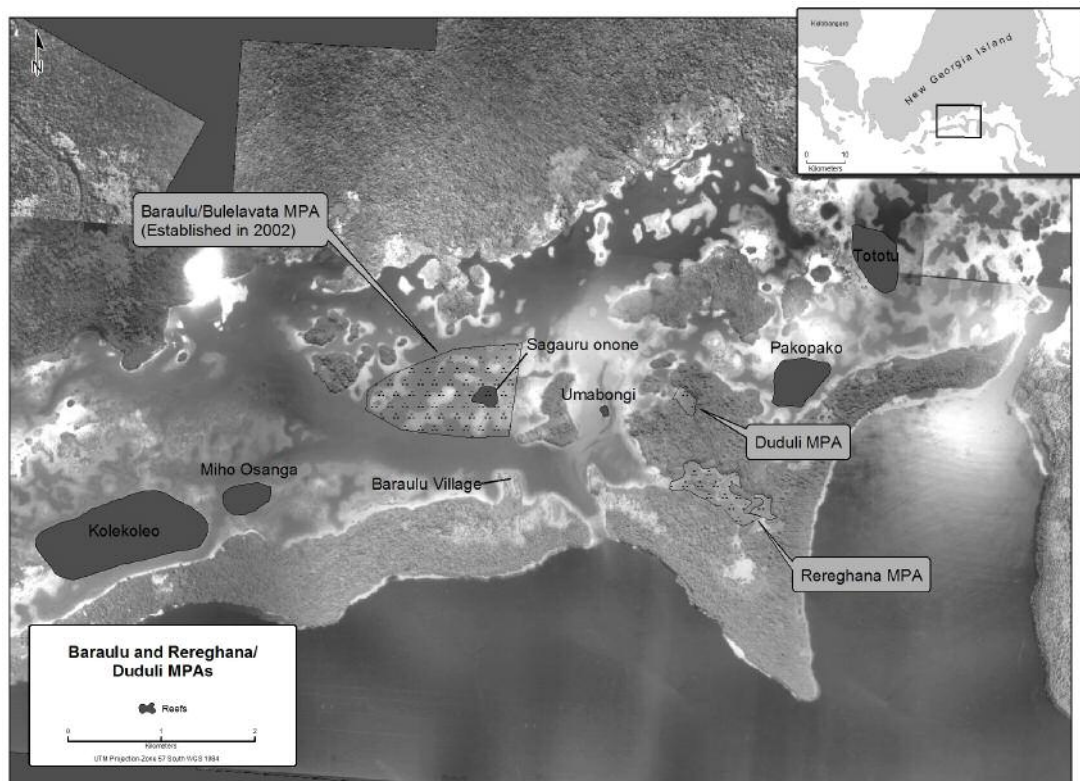 N
Kolobangara
New Georgia Island
0 10
Kilometers
Baraulu/Bulelavata MPA
(Established in 2002)
Tototu
Sagauru onone
Pakopako
Umabongi
Duduli MPA
Miho Osanga
Baraulu Village
Kolekoleo
Rereghana MPA
Baraulu and Rereghana/
Duduli MPAs
Reefs
0 1 2
Kilometers
UTM Projection-Zone 57 South WGS 1984